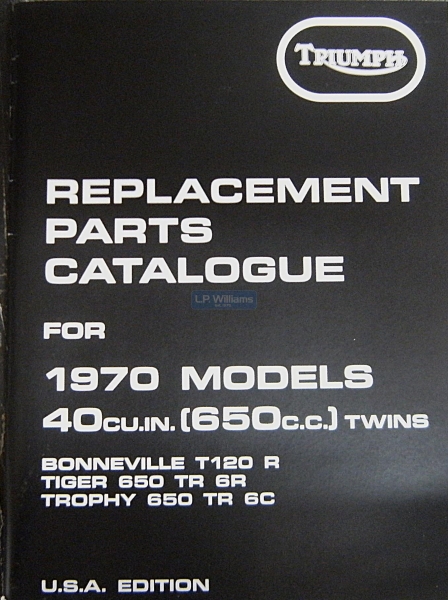 TRIUMPH
REPLACEMENT
PARTS
CATALOGUE
L.P. Williams
FOR
1970 MODELS
40CU.IN. (650C.C.) TWINS
BONNEVILLE T120 R
TIGER 650 TR 6R
TROPHY 650 TR 6C
U.S.A. EDITION